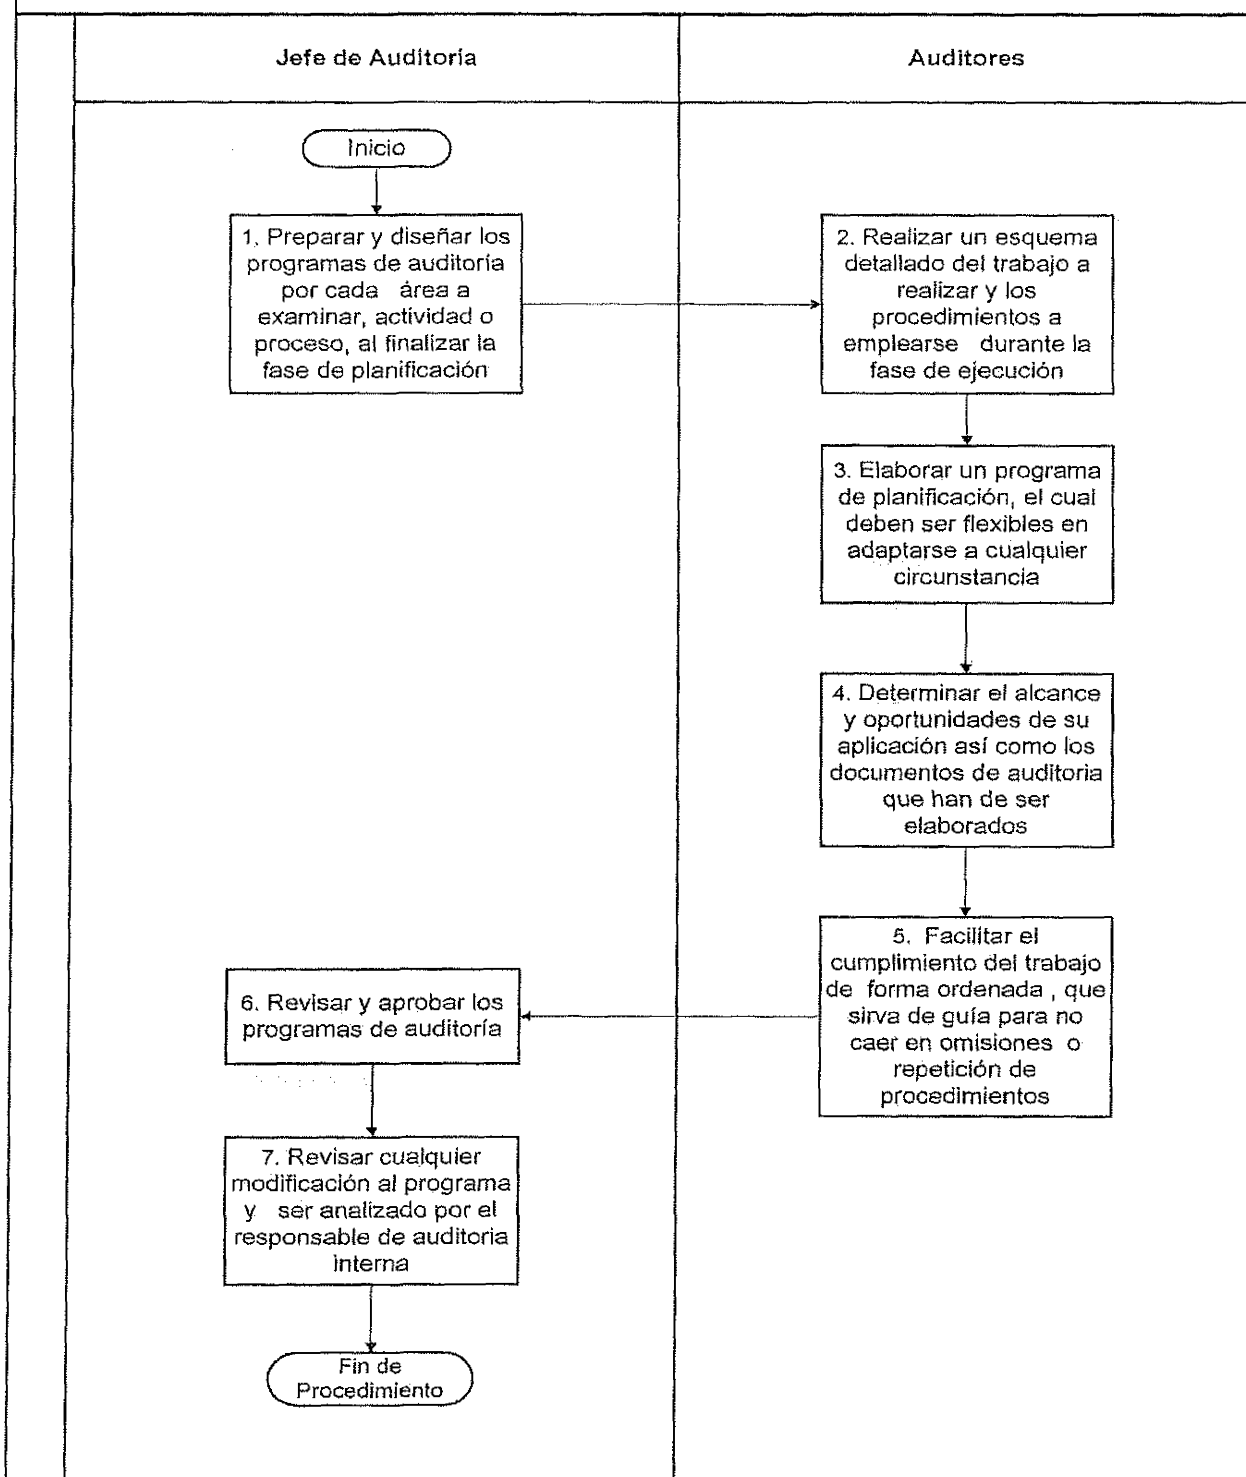 Jefe de Auditoría
Auditores
Inicio
1. Preparar y diseñar los
programas de auditoría
por cada área a
examinar, actividad o
proceso, al finalizar la
fase de planificación
2. Realizar un esquema
detallado del trabajo a
realizar y los
procedimientos a
emplearse durante la
fase de ejecución
3. Elaborar un programa
de planificación, el cual
deben ser flexibles en
adaptarse a cualquier
circunstancia
4. Determinar el alcance
y oportunidades de su
aplicación así como los
documentos de auditoria
que han de ser
elaborados
5. Facilitar el
cumplimiento del trabajo
de forma ordenada , que
sirva de guía para no
caer en omisiones o
repetición de
procedimientos
6. Revisar y aprobar los
programas de auditoría
7. Revisar cualquier
modificación al programa
y ser analizado por el
responsable de auditoria
interna
Fin de
Procedimiento